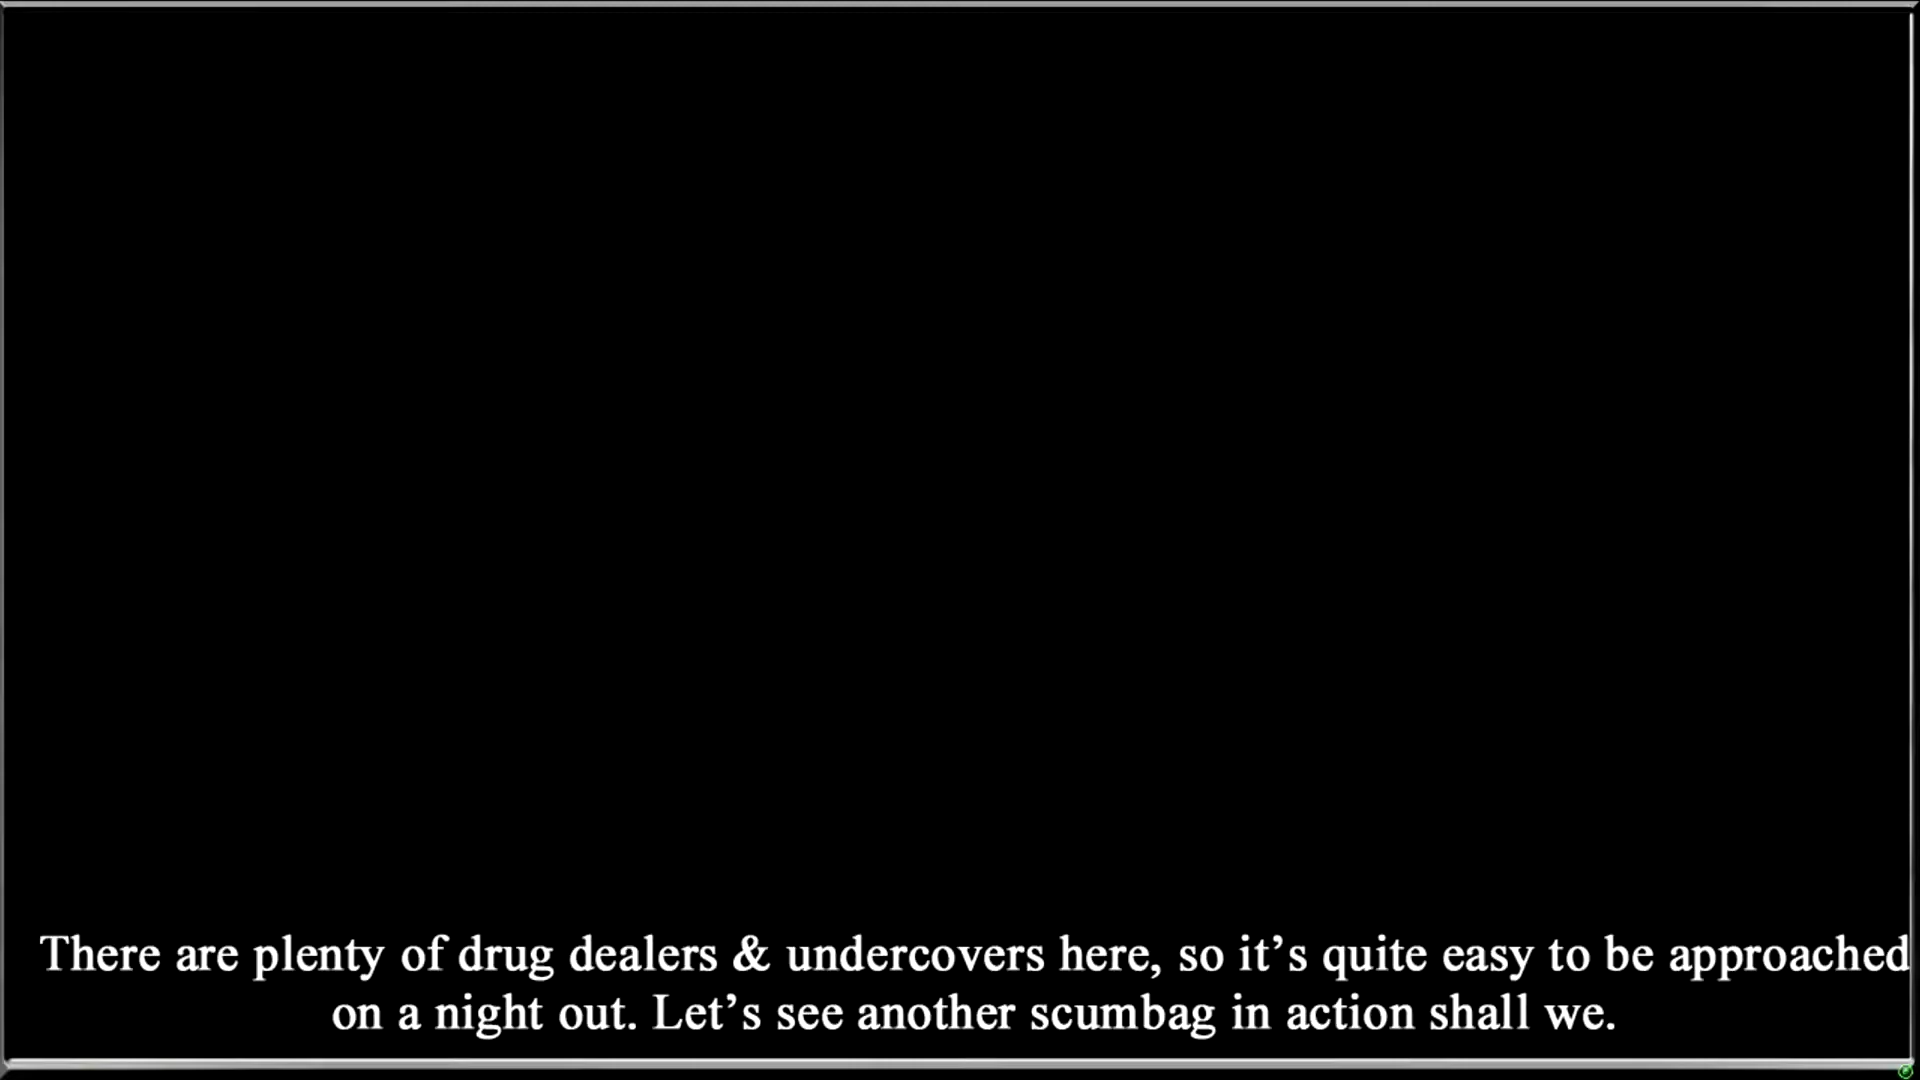 There are plenty of drug dealers & undercovers here, so it’s quite easy to be approached
on a night out. Let’s see another scumbag in action shall we.